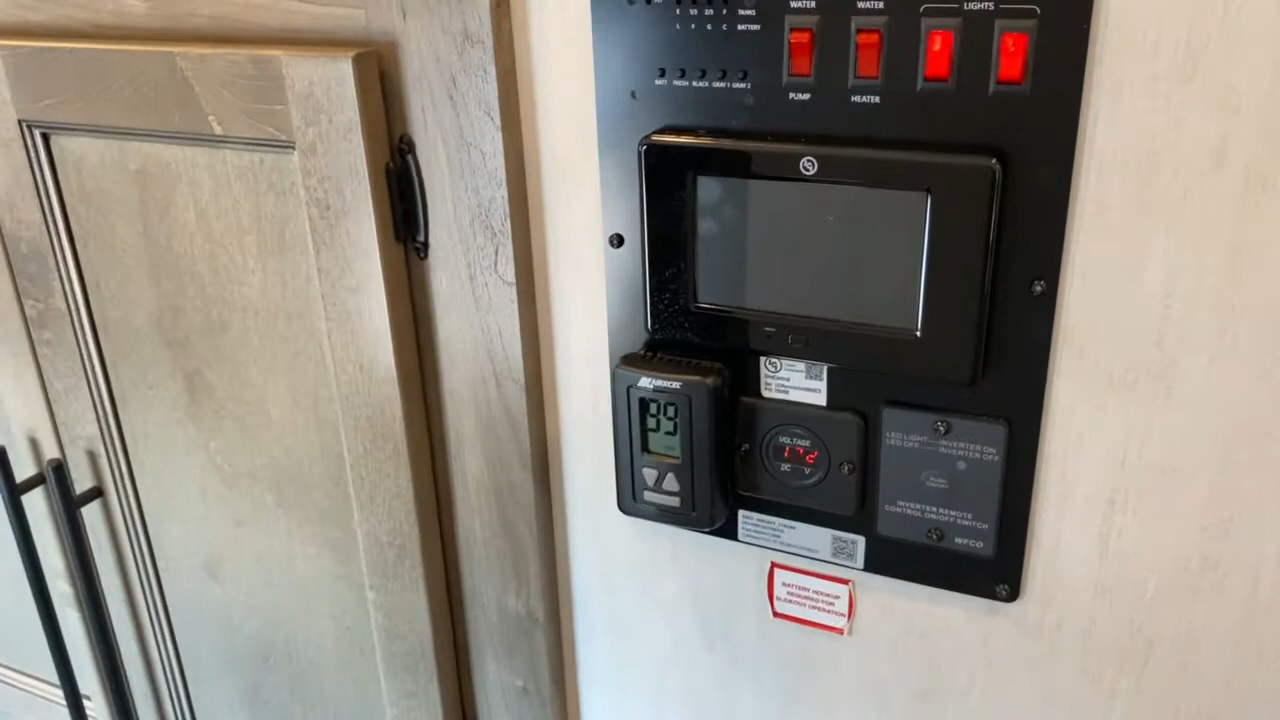 E 1/3 2/3 F TANKS
L F G C BATTERY
BATT FRESH BLACK GRAY 1 GRAY 2
WATER
PUMP
WATER
HEATER
LIGHTS
AIRXCEL
99
VOLTAGE
DC V
LED LIGHT—INVERTER ON
LED OFF—INVERTER OFF
INVERTER REMOTE
CONTROL ON/OFF SWITCH
WFCO
BATTERY HOOKUP
REQUIRED FOR
SLIDEOUT OPERATION